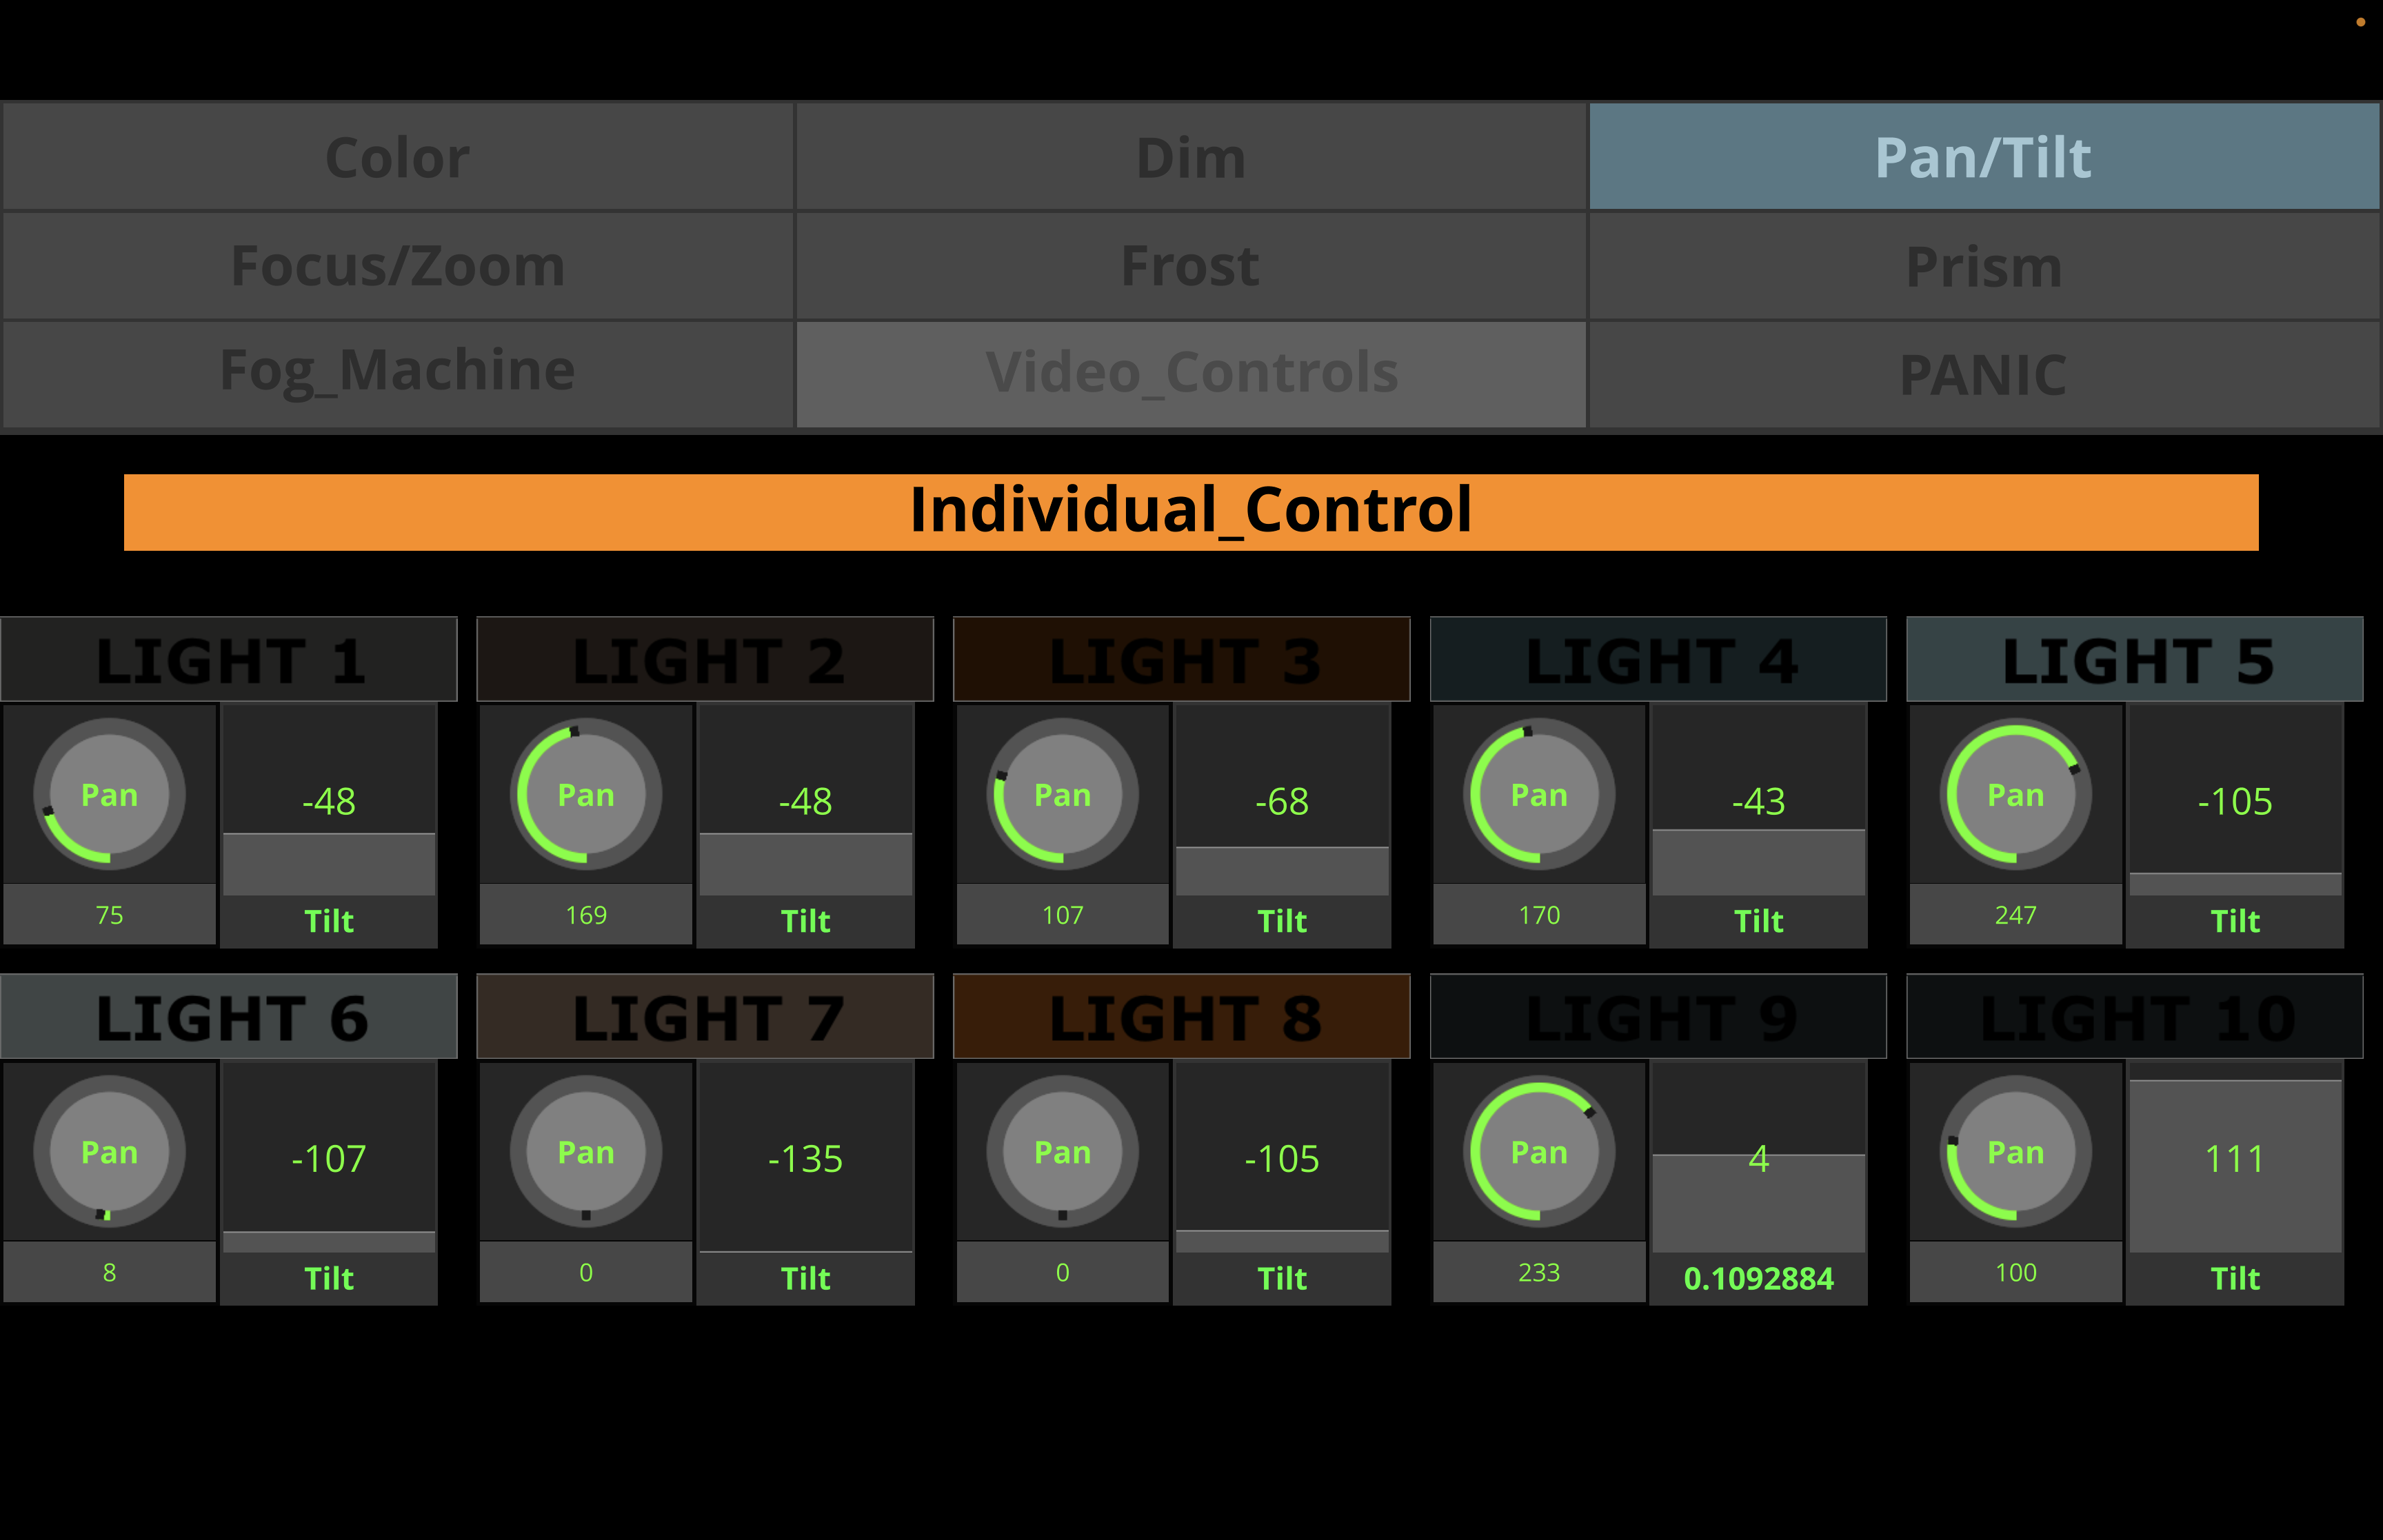 Color Dim Pan/Tilt
Focus/Zoom Frost Prism
Fog_Machine Video_Controls PANIC
Individual_Control
LIGHT 1 LIGHT 2 LIGHT 3 LIGHT 4 LIGHT 5
Pan -48 Pan -48 Pan -68 Pan -43 Pan -105
75 Tilt 169 Tilt 107 Tilt 170 Tilt 247 Tilt
LIGHT 6 LIGHT 7 LIGHT 8 LIGHT 9 LIGHT 10
Pan -107 Pan -135 Pan -105 Pan 4 Pan 111
8 Tilt 0 Tilt 0 Tilt 233 0.1092884 100 Tilt